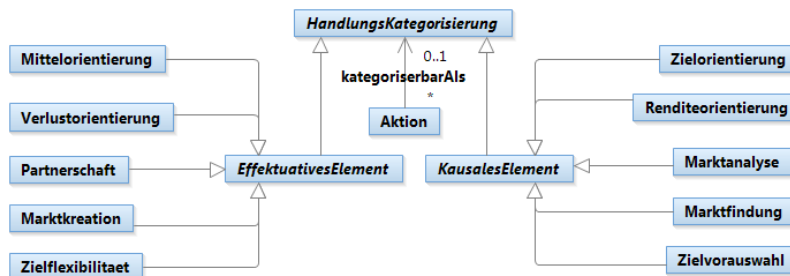 HandlungsKategorisierung
Mittelorientierung
0..1
Zielorientierung
kategoriserbarAls
*
Verlustorientierung
Aktion
Renditeorientierung
Partnerschaft
EffektuativesElement
KausalesElement
Marktanalyse
Marktkreation
Marktfindung
Zielflexibilitaet
Zielvorauswahl